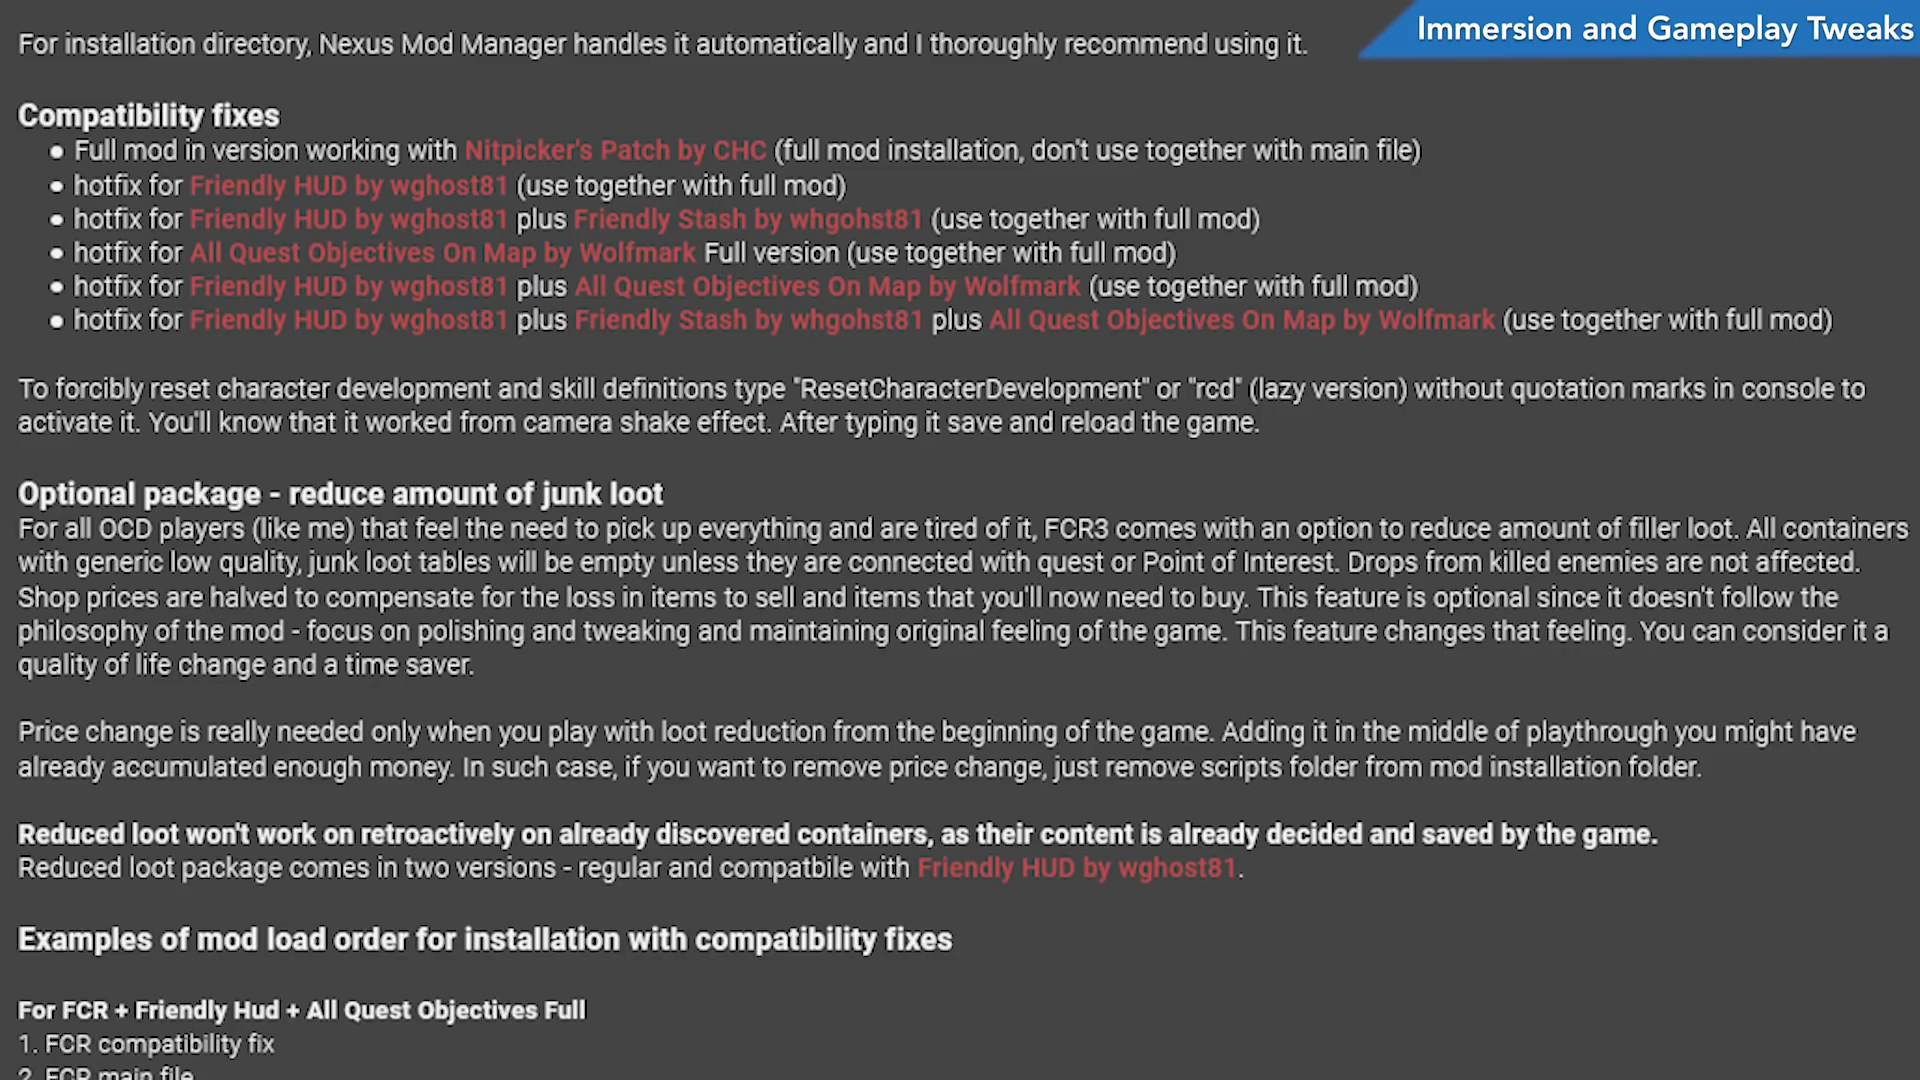 For installation directory, Nexus Mod Manager handles it automatically and I thoroughly recommend using it.
Immersion and Gameplay Tweaks
Compatibility fixes
• Full mod in version working with Nitpicker's Patch by CHC (full mod installation, don't use together with main file)
• hotfix for Friendly HUD by wghost81 (use together with full mod)
• hotfix for Friendly HUD by wghost81 plus Friendly Stash by whgohst81 (use together with full mod)
• hotfix for All Quest Objectives On Map by Wolfmark Full version (use together with full mod)
• hotfix for Friendly HUD by wghost81 plus All Quest Objectives On Map by Wolfmark (use together with full mod)
• hotfix for Friendly HUD by wghost81 plus Friendly Stash by whgohst81 plus All Quest Objectives On Map by Wolfmark (use together with full mod)
To forcibly reset character development and skill definitions type "ResetCharacterDevelopment" or "rcd" (lazy version) without quotation marks in console to
activate it. You'll know that it worked from camera shake effect. After typing it save and reload the game.
Optional package - reduce amount of junk loot
For all OCD players (like me) that feel the need to pick up everything and are tired of it, FCR3 comes with an option to reduce amount of filler loot. All containers
with generic low quality, junk loot tables will be empty unless they are connected with quest or Point of Interest. Drops from killed enemies are not affected.
Shop prices are halved to compensate for the loss in items to sell and items that you'll now need to buy. This feature is optional since it doesn't follow the
philosophy of the mod - focus on polishing and tweaking and maintaining original feeling of the game. This feature changes that feeling. You can consider it a
quality of life change and a time saver.
Price change is really needed only when you play with loot reduction from the beginning of the game. Adding it in the middle of playthrough you might have
already accumulated enough money. In such case, if you want to remove price change, just remove scripts folder from mod installation folder.
Reduced loot won't work on retroactively on already discovered containers, as their content is already decided and saved by the game.
Reduced loot package comes in two versions - regular and compatbile with Friendly HUD by wghost81.
Examples of mod load order for installation with compatibility fixes
For FCR + Friendly Hud + All Quest Objectives Full
1. FCR compatibility fix
2. FCR main file